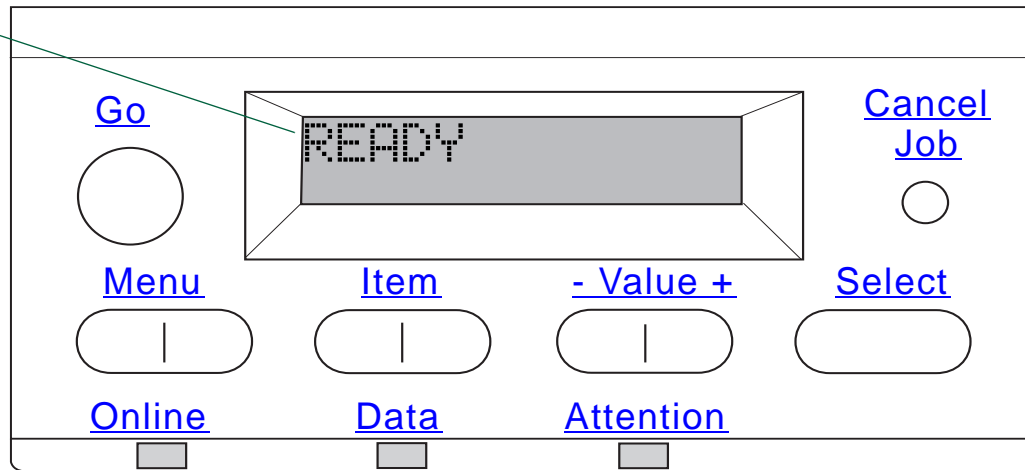 Go
READY
Cancel
Job
Menu
Item
- Value +
Select
Online
Data
Attention